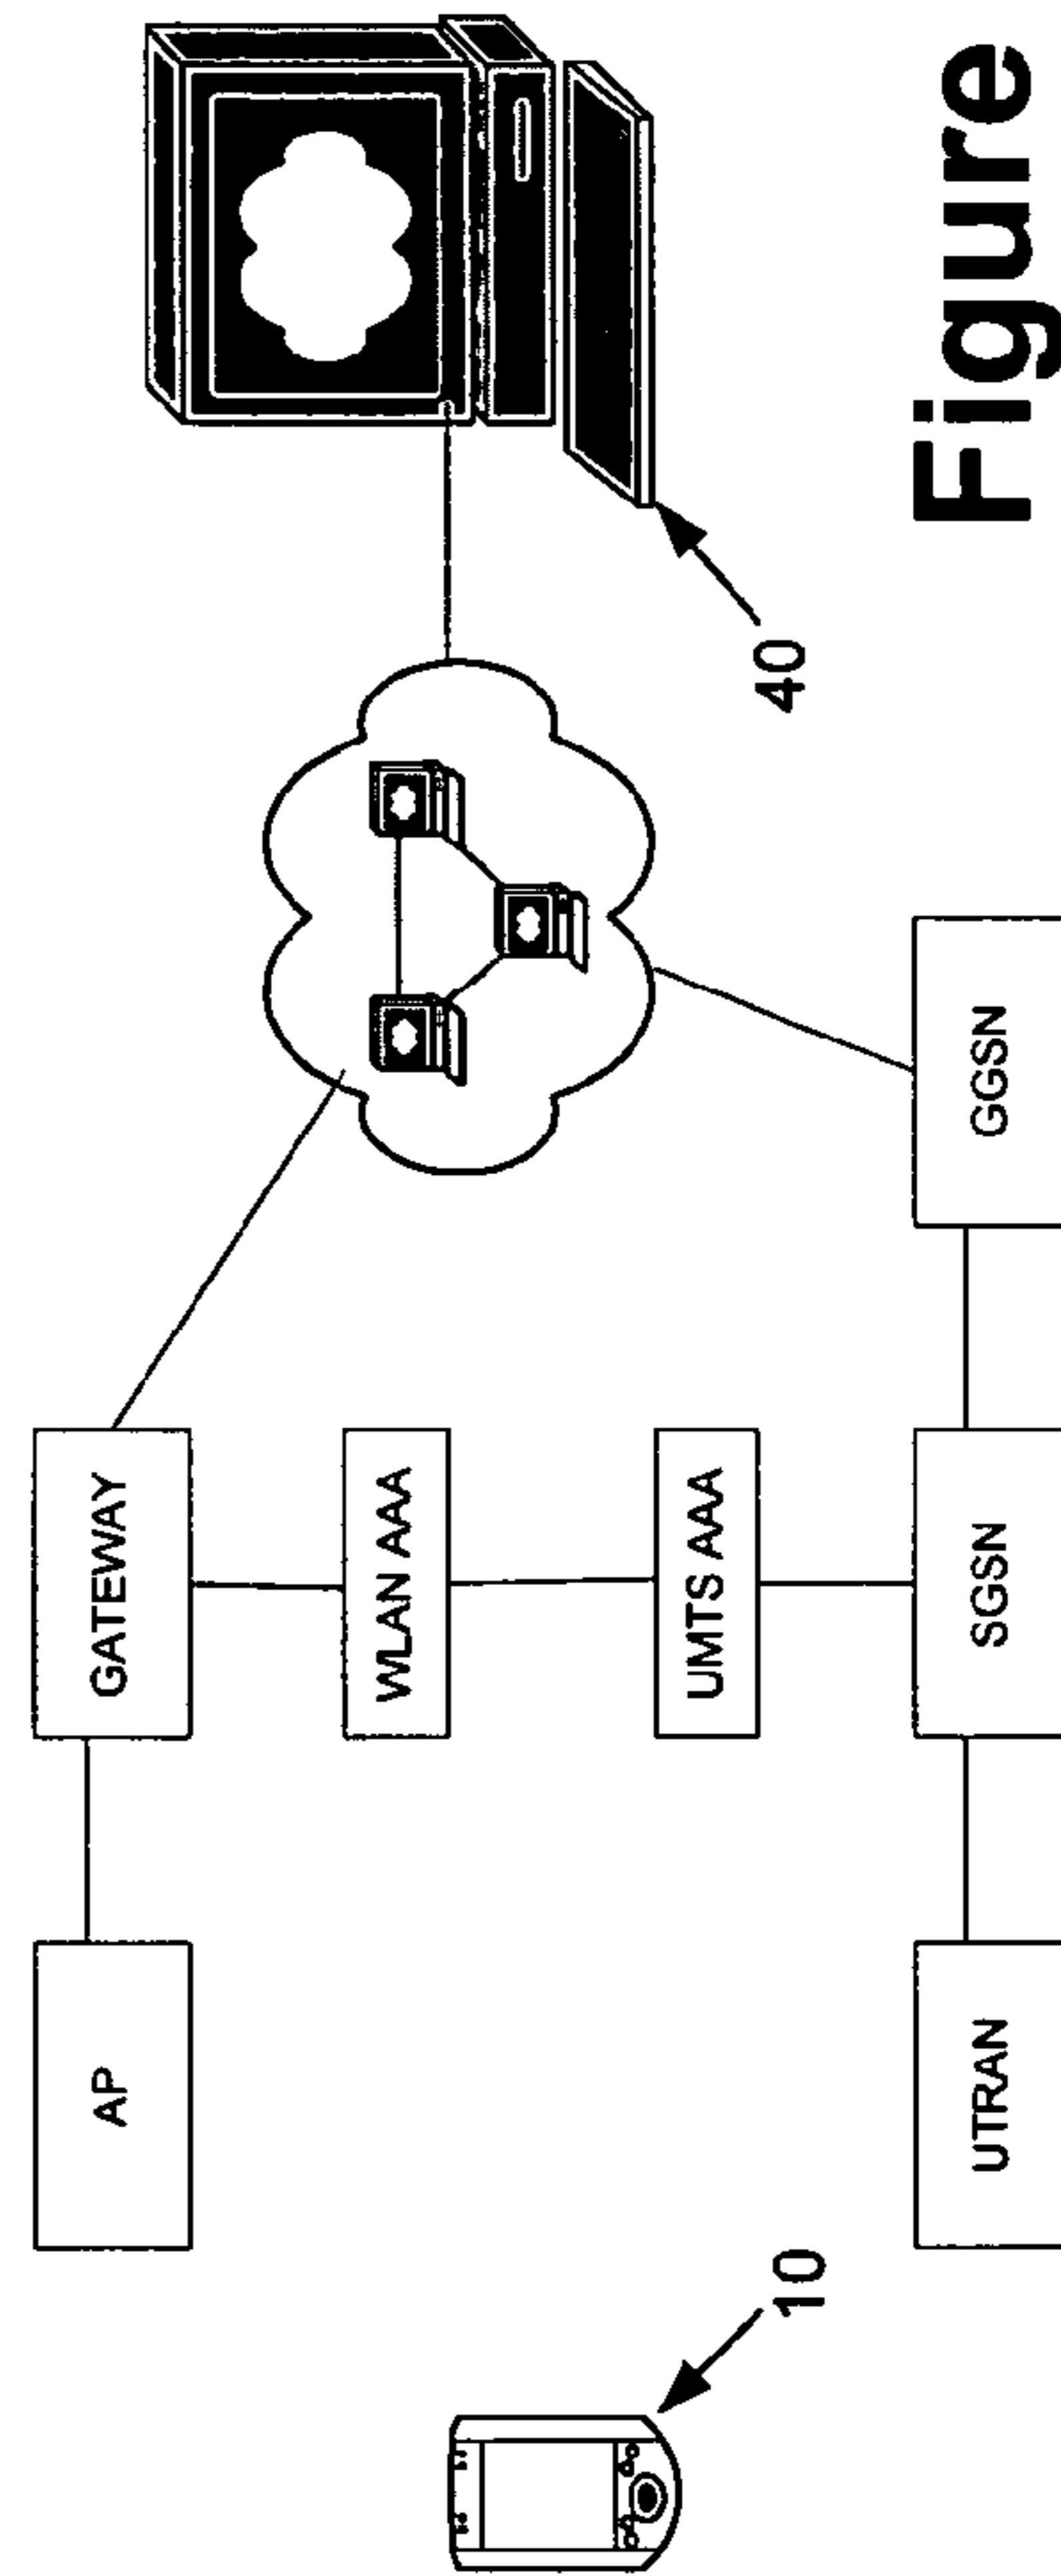 AP
GATEWAY
WLAN AAA
UMTS AAA
UTRAN
SGSN
GGSN
10
40
Figure